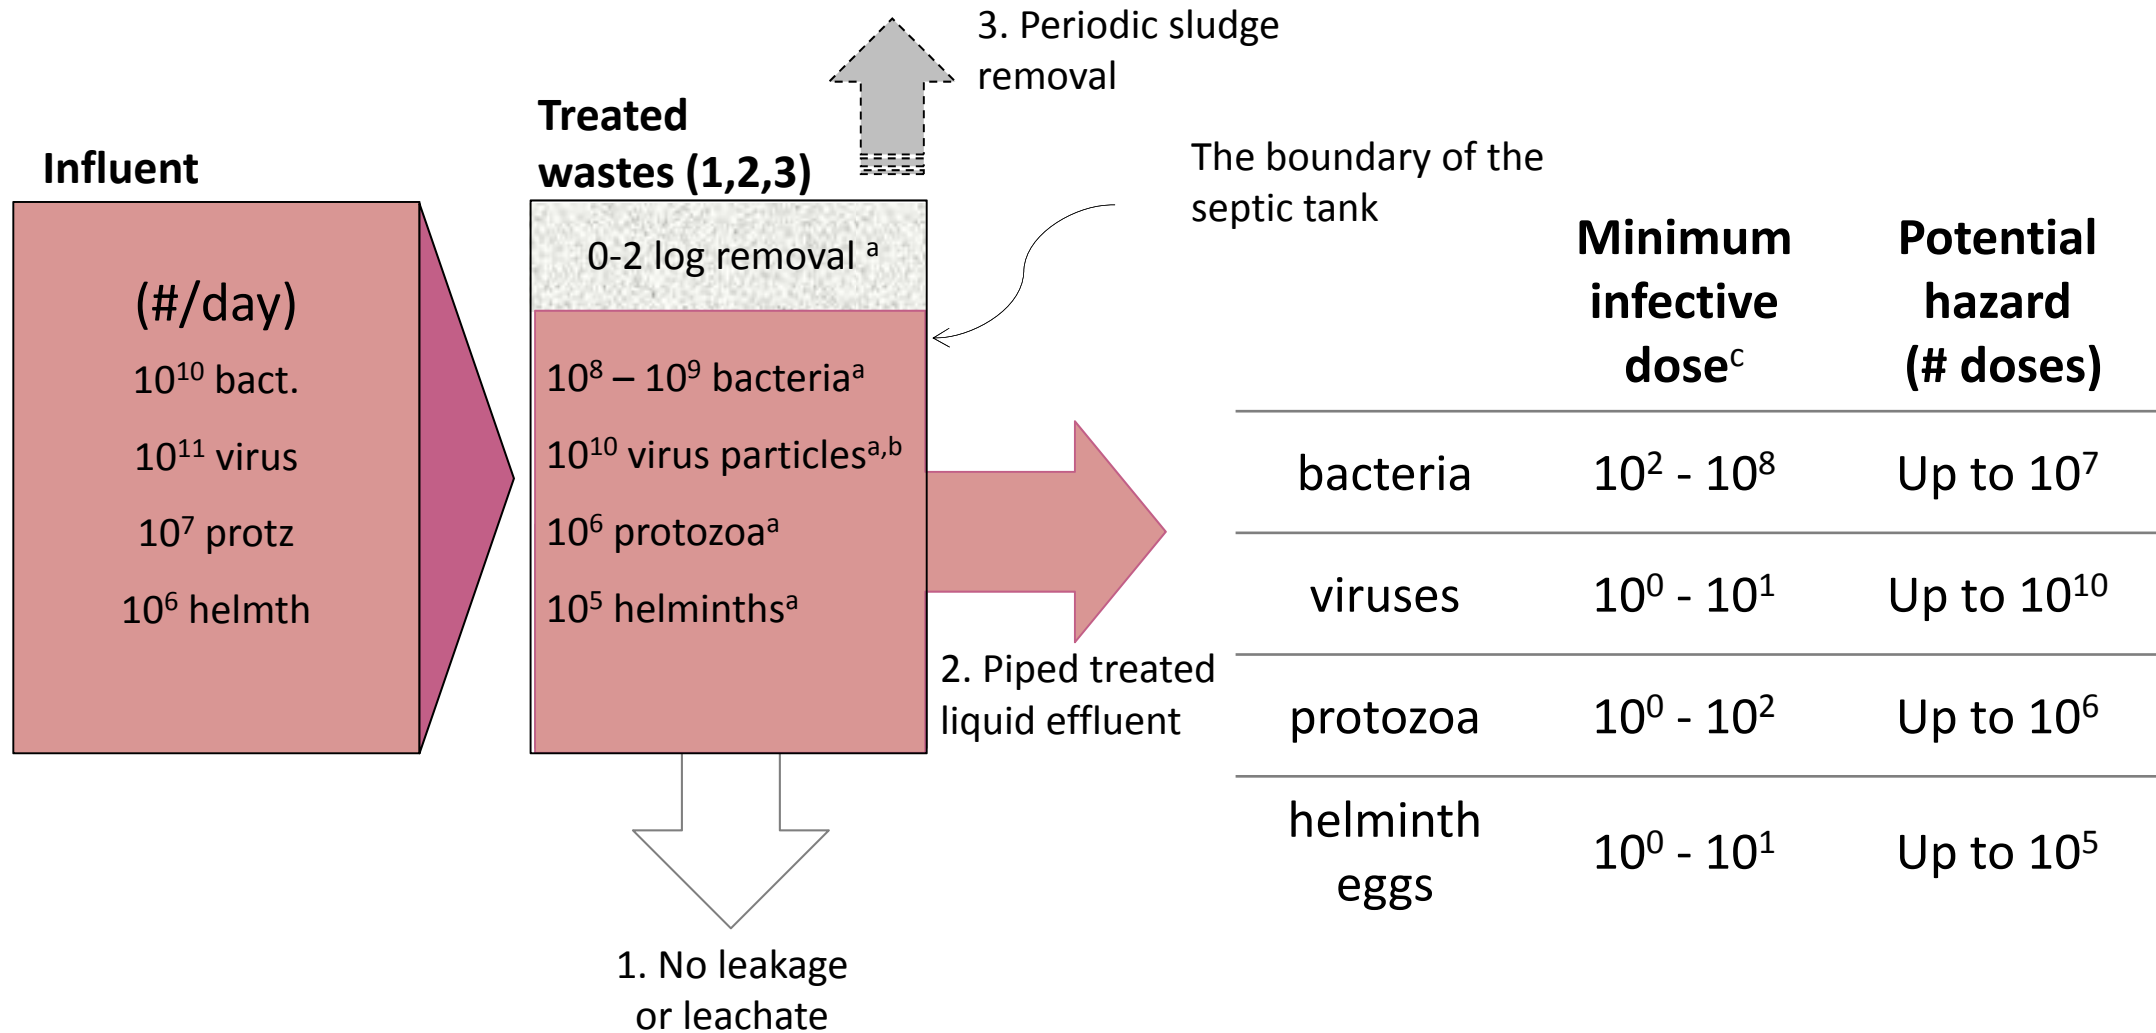 3. Periodic sludge
removal
Treated
wastes (1,2,3)
Influent
The boundary of the
septic tank
(#/day)
10¹⁰ bact.
10¹¹ virus
10⁷ protz
10⁶ helmth
0-2 log removal ᵃ
10⁸ – 10⁹ bacteriaᵃ
10¹⁰ virus particlesᵃ,ᵇ
10⁶ protozoaᵃ
10⁵ helminthsᵃ
2. Piped treated
liquid effluent
1. No leakage
or leachate
Minimum
infective
doseᶜ
Potential
hazard
(# doses)
bacteria 10² - 10⁸ Up to 10⁷
viruses 10⁰ - 10¹ Up to 10¹⁰
protozoa 10⁰ - 10² Up to 10⁶
helminth
eggs
10⁰ - 10¹ Up to 10⁵